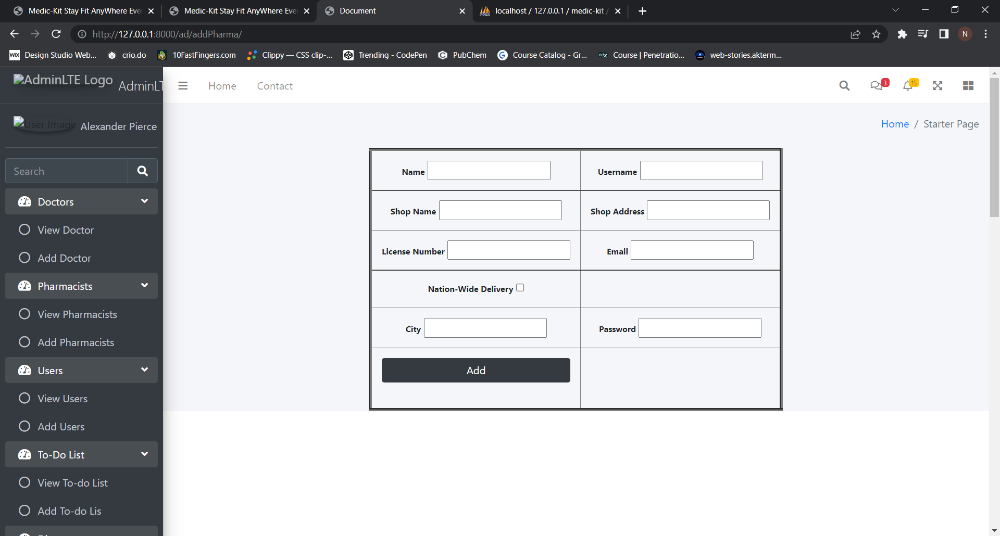 Medic-Kit Stay Fit AnyWhere Eve
Medic-Kit Stay Fit AnyWhere Eve
Document
localhost / 127.0.0.1 / medic-kit /
http://127.0.0.1:8000/ad/addPharma/
N
WIX Design Studio Web...
crio.do
10FastFingers.com
Clippy — CSS clip-...
Trending - CodePen
PubChem
G Course Catalog - Gr...
edX Course | Penetratio...
web-stories.akterm...
AdminLTE Logo
AdminLT
Home
Contact
3
15
User Image
Alexander Pierce
Home / Starter Page
Search
Doctors
View Doctor
Add Doctor
Pharmacists
View Pharmacists
Add Pharmacists
Users
View Users
Add Users
To-Do List
View To-do List
Add To-do Lis
Name
Username
Shop Name
Shop Address
License Number
Email
Nation-Wide Delivery
City
Password
Add